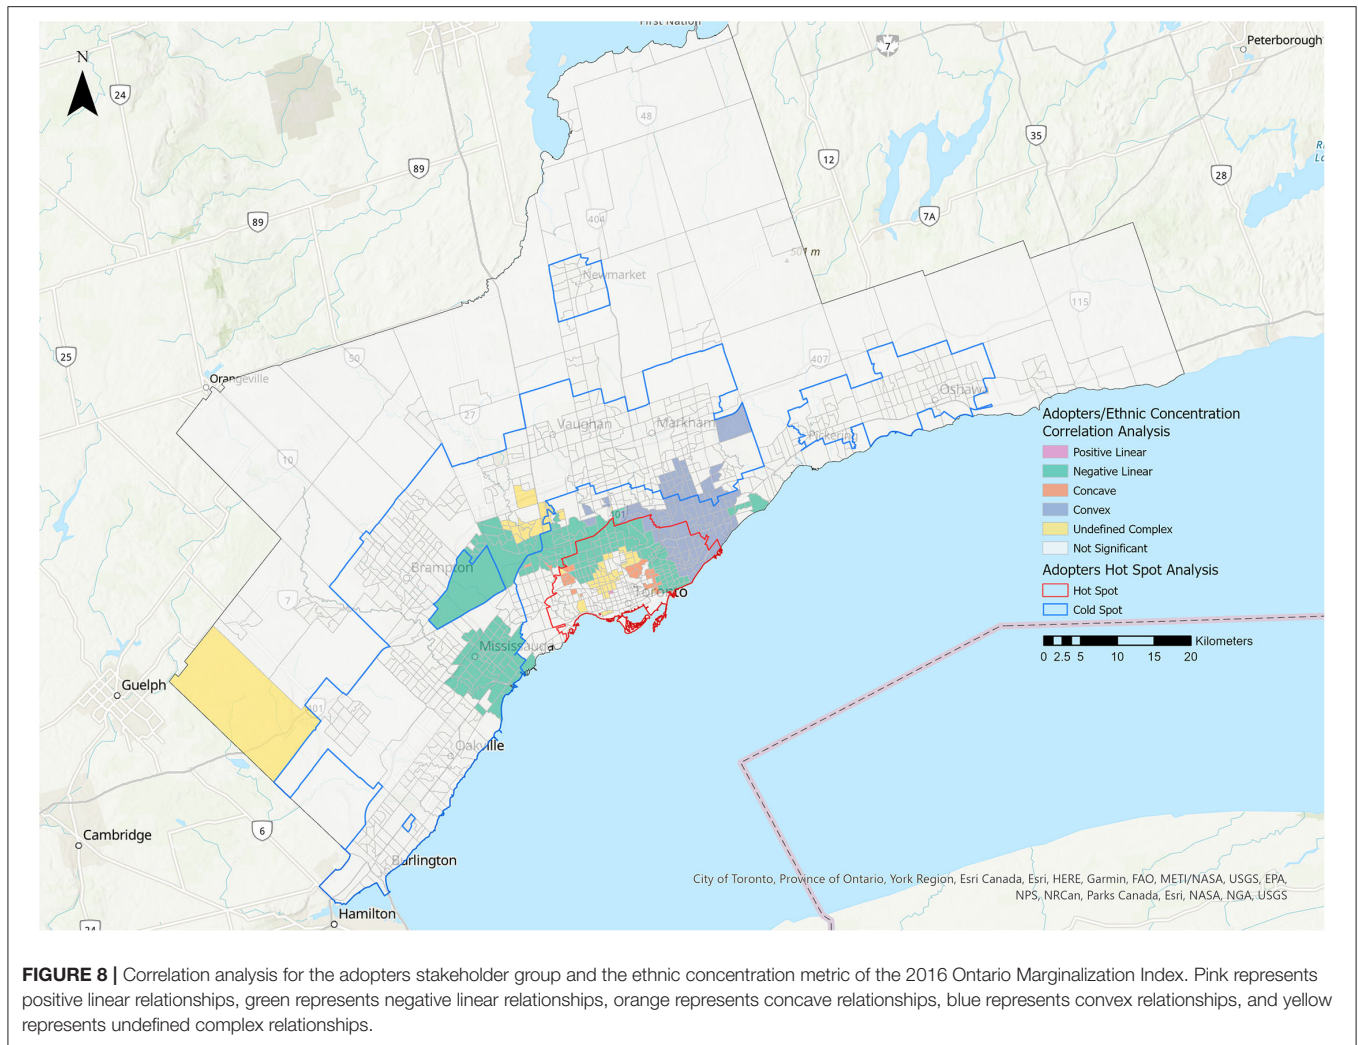 First Nation
N
7
Peterborough
24
48
35
12
89
28
89
404
7A
501 m
Newmarket
115
25
50
407
Orangeville
Oshawa
27
Vaughan
Markham
Pickering
10
101
Brampton
7
Toronto
Mississauga
Guelph
401
Oakville
6
Cambridge
Burlington
Hamilton
24
Adopters/Ethnic Concentration
Correlation Analysis
Positive Linear
Negative Linear
Concave
Convex
Undefined Complex
Not Significant
Adopters Hot Spot Analysis
Hot Spot
Cold Spot
Kilometers
0 2.5 5 10 15 20
City of Toronto, Province of Ontario, York Region, Esri Canada, Esri, HERE, Garmin, FAO, METI/NASA, USGS, EPA,
NPS, NRCan, Parks Canada, Esri, NASA, NGA, USGS
FIGURE 8 | Correlation analysis for the adopters stakeholder group and the ethnic concentration metric of the 2016 Ontario Marginalization Index. Pink represents
positive linear relationships, green represents negative linear relationships, orange represents concave relationships, blue represents convex relationships, and yellow
represents undefined complex relationships.